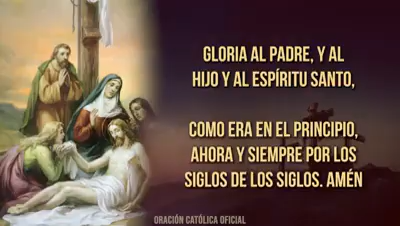 GLORIA AL PADRE, Y AL
HIJO Y AL ESPÍRITU SANTO,
COMO ERA EN EL PRINCIPIO,
AHORA Y SIEMPRE POR LOS
SIGLOS DE LOS SIGLOS. AMÉN
ORACIÓN CATÓLICA OFICIAL